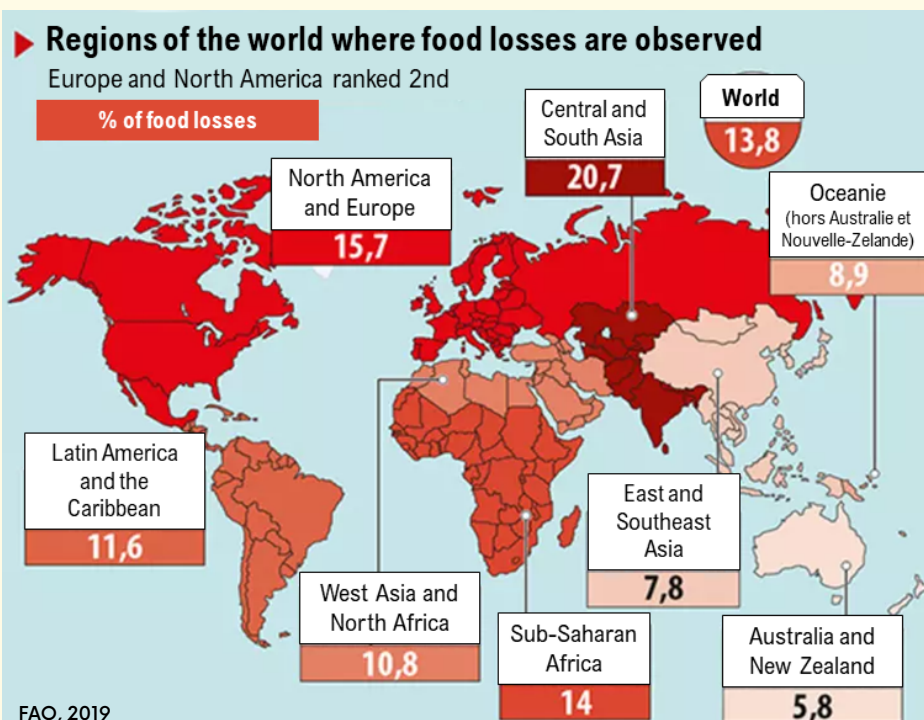 Regions of the world where food losses are observed
Europe and North America ranked 2nd
% of food losses
World
13,8
Central and
South Asia
20,7
North America
and Europe
15,7
Oceanie
(hors Australie et
Nouvelle-Zelande)
8,9
Latin America
and the
Caribbean
11,6
East and
Southeast
Asia
7,8
West Asia and
North Africa
10,8
Sub-Saharan
Africa
14
Australia and
New Zealand
5,8
FAO, 2019